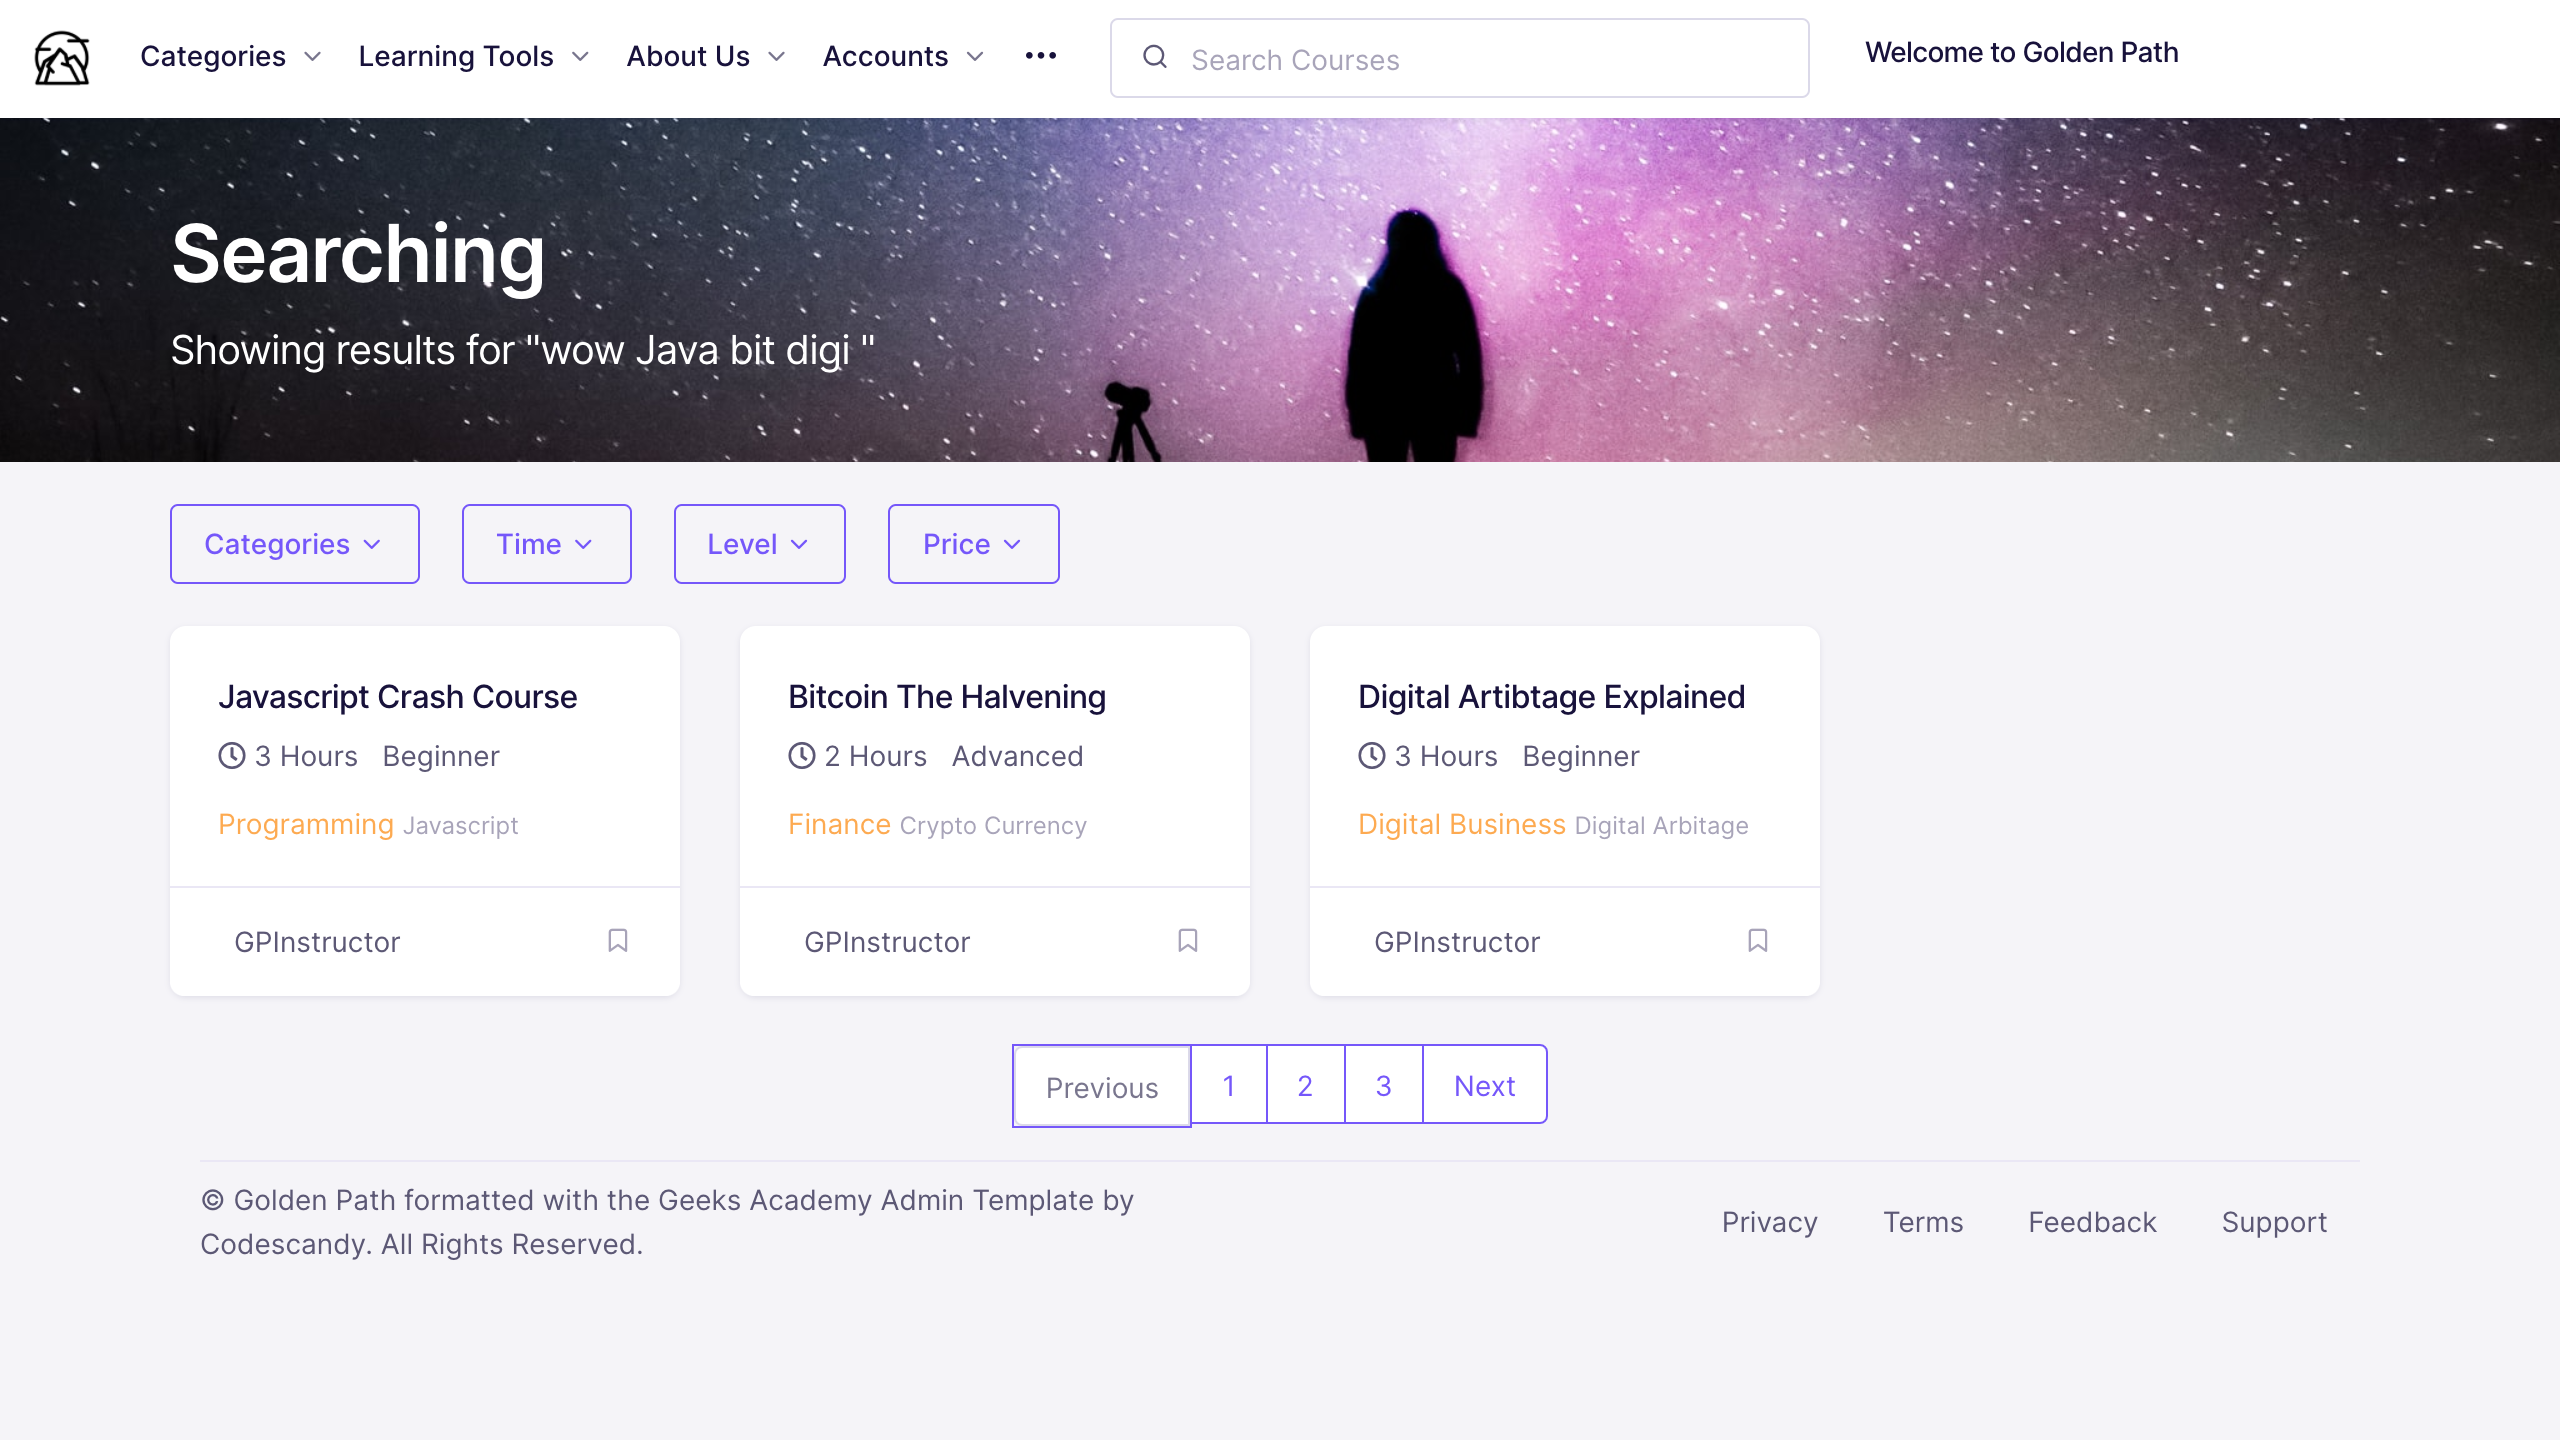 Categories Learning Tools About Us Accounts ••• Search Courses Welcome to Golden Path
Searching
Showing results for "wow Java bit digi "
Categories Time Level Price
Javascript Crash Course
3 Hours Beginner
Programming Javascript
GPInstructor
Bitcoin The Halvening
2 Hours Advanced
Finance Crypto Currency
GPInstructor
Digital Artibtage Explained
3 Hours Beginner
Digital Business Digital Arbitage
GPInstructor
Previous 1 2 3 Next
© Golden Path formatted with the Geeks Academy Admin Template by
Codescandy. All Rights Reserved.
Privacy Terms Feedback Support